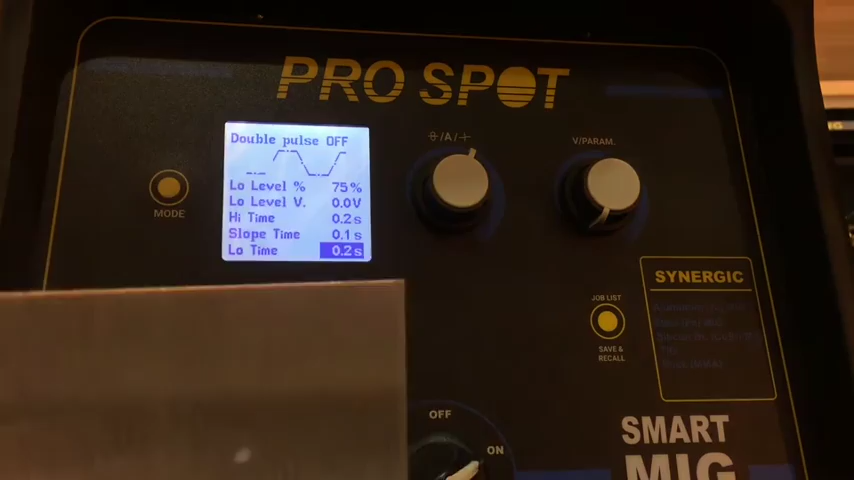 PRO SPOT
Double pulse OFF
Lo Level % 75%
Lo Level V. 0.0V
Hi Time 0.2s
Slope Time 0.1s
Lo Time 0.2s
MODE
/A/
V/PARAM.
SYNERGIC
JOB LIST
SAVE &
RECALL
OFF
ON
SMART
MIG